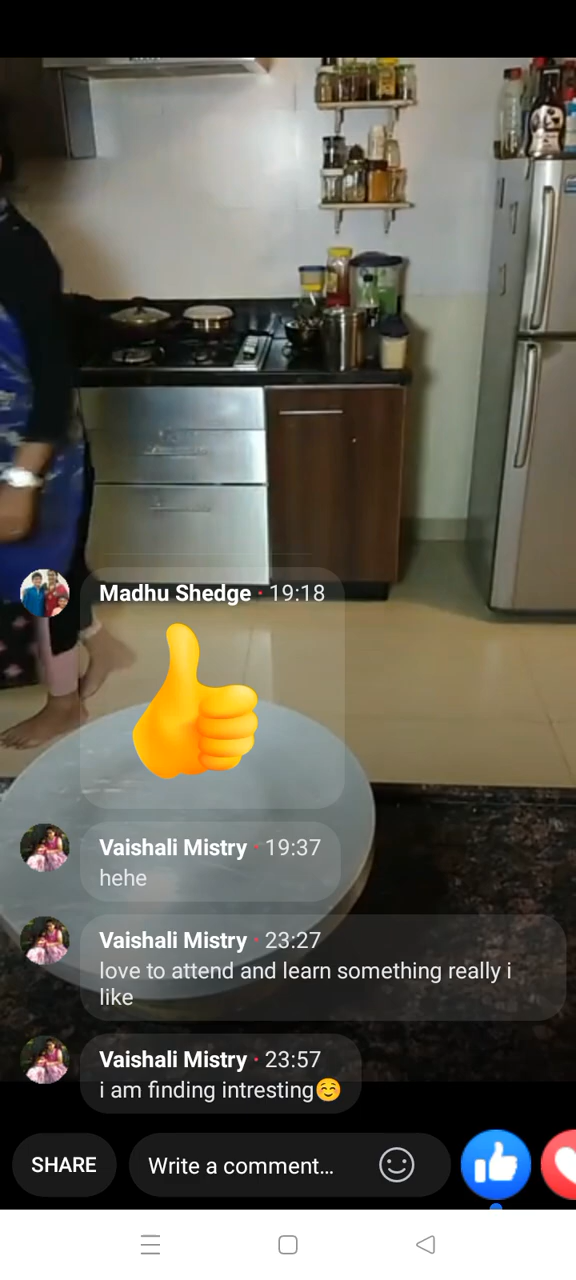 Madhu Shedge · 19:18
Vaishali Mistry · 19:37
hehe
Vaishali Mistry · 23:27
love to attend and learn something really i
like
Vaishali Mistry · 23:57
i am finding intresting☺️
SHARE
Write a comment...